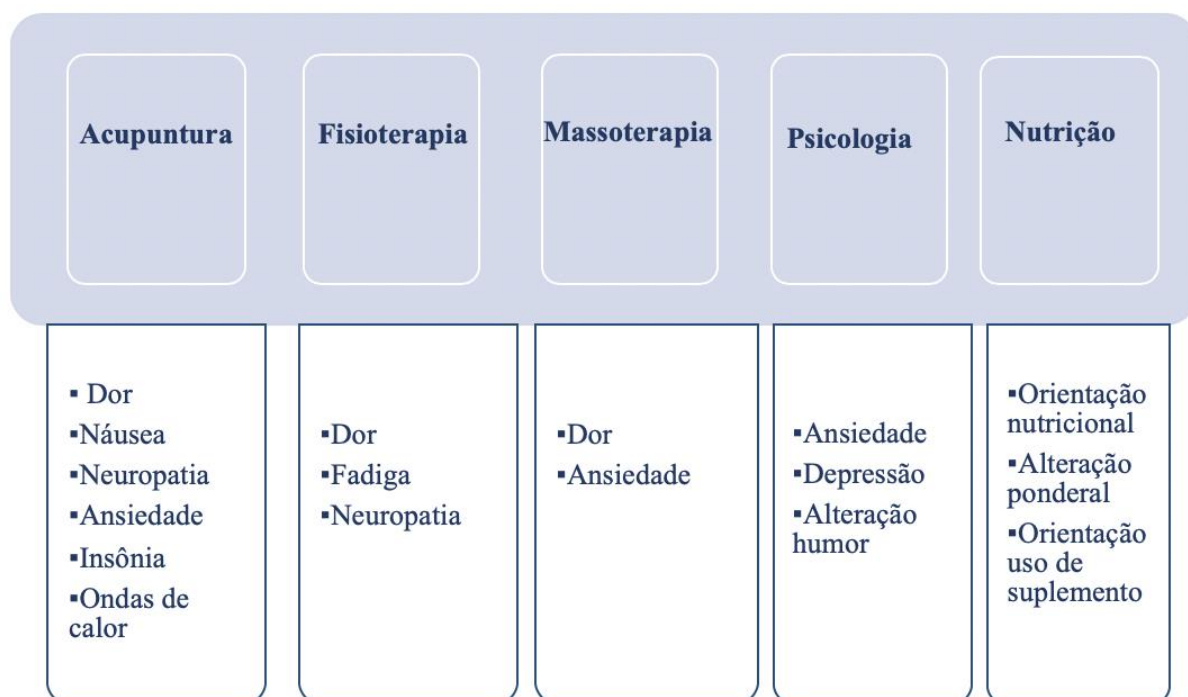 Acupuntura
Fisioterapia
Massoterapia
Psicologia
Nutrição
▪ Dor
▪Náusea
▪Neuropatia
▪Ansiedade
▪Insônia
▪Ondas de
calor
▪Dor
▪Fadiga
▪Neuropatia
▪Dor
▪Ansiedade
▪Ansiedade
▪Depressão
▪Alteração
humor
▪Orientação
nutricional
▪Alteração
ponderal
▪Orientação
uso de
suplemento